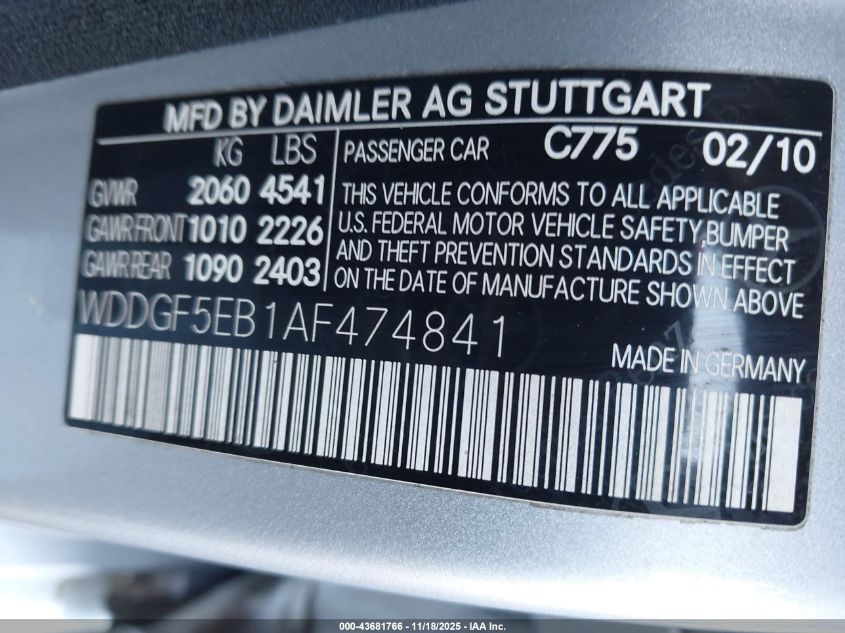 MFD BY DAIMLER AG STUTTGART
KG LBS
GVWR 2060 4541
GAWR FRONT 1010 2226
GAWR REAR 1090 2403
PASSENGER CAR C775 02/10
THIS VEHICLE CONFORMS TO ALL APPLICABLE
U.S. FEDERAL MOTOR VEHICLE SAFETY,BUMPER
AND THEFT PREVENTION STANDARDS IN EFFECT
ON THE DATE OF MANUFACTURE SHOWN ABOVE
WDDGF5EB1AF474841
MADE IN GERMANY
000-43681766 — 11/18/2025 — IAA Inc.